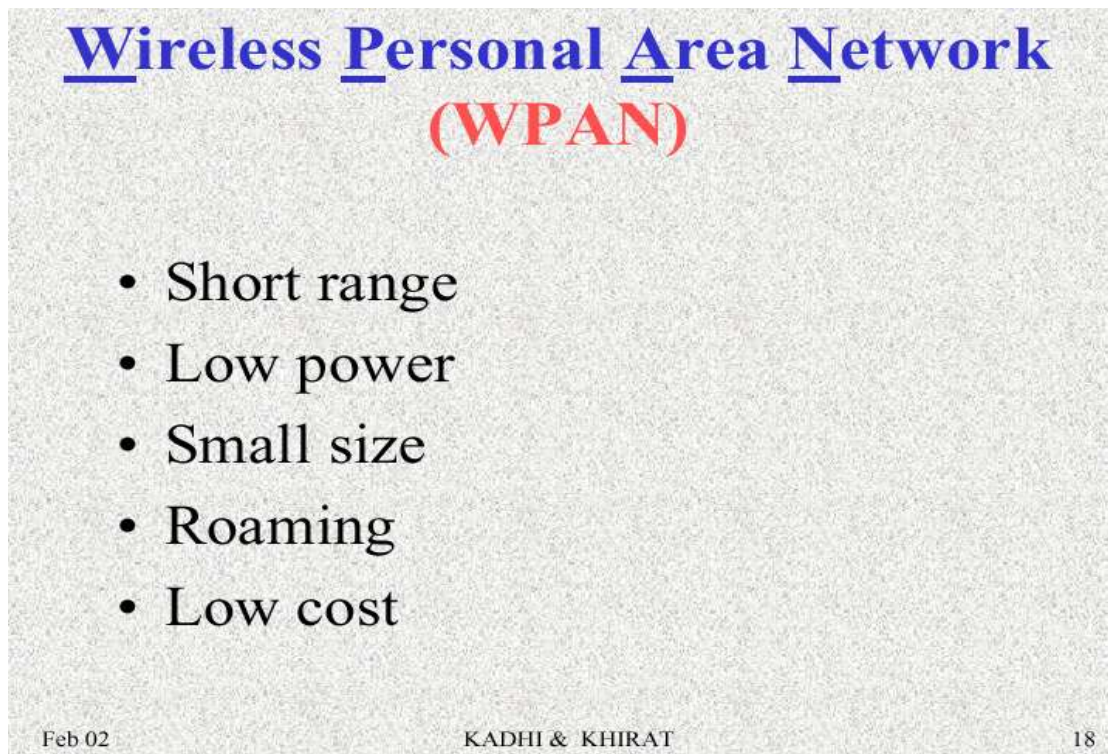 Wireless Personal Area Network
(WPAN)
• Short range
• Low power
• Small size
• Roaming
• Low cost
Feb 02 KADHI & KHIRAT 18